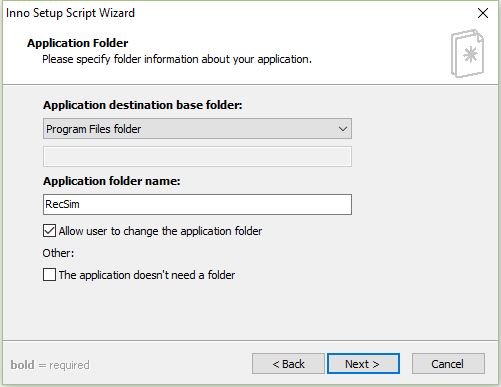 Inno Setup Script Wizard
Application Folder
Please specify folder information about your application.
Application destination base folder:
Program Files folder
Application folder name:
RecSim
Allow user to change the application folder
Other:
The application doesn't need a folder
bold = required
< Back
Next >
Cancel